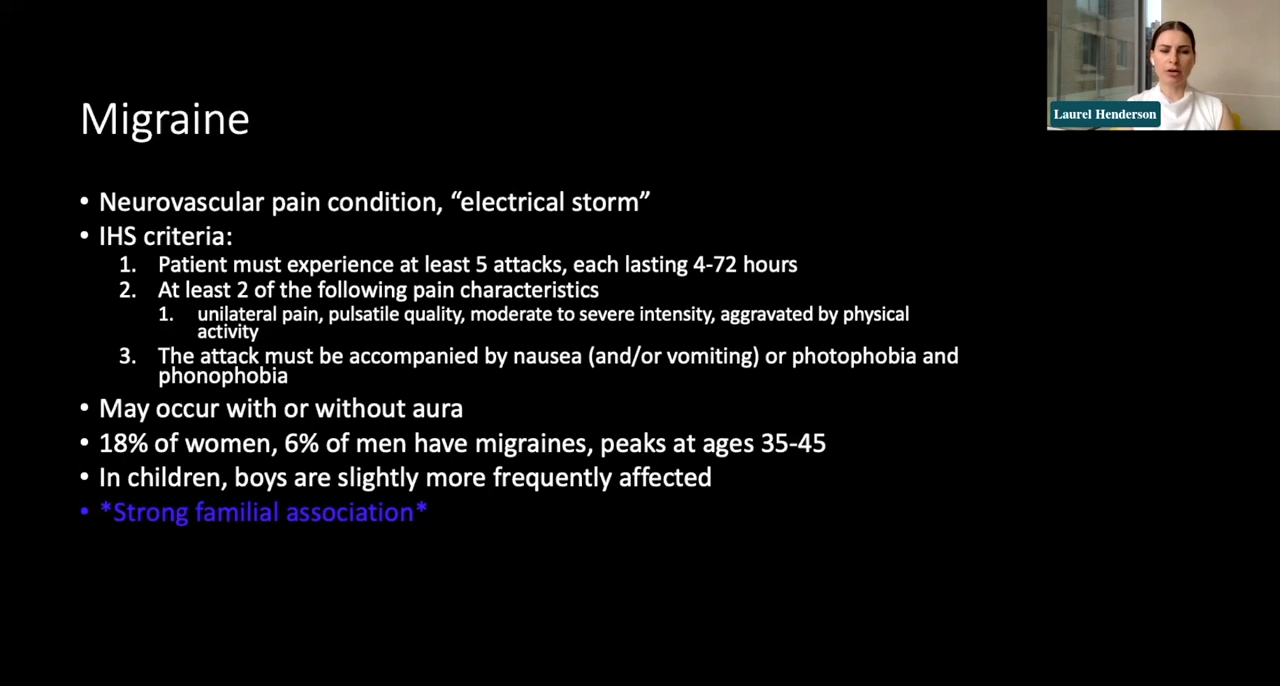 Laurel Henderson
Migraine
• Neurovascular pain condition, “electrical storm”
• IHS criteria:
1. Patient must experience at least 5 attacks, each lasting 4-72 hours
2. At least 2 of the following pain characteristics
1. unilateral pain, pulsatile quality, moderate to severe intensity, aggravated by physical
activity
3. The attack must be accompanied by nausea (and/or vomiting) or photophobia and
phonophobia
• May occur with or without aura
• 18% of women, 6% of men have migraines, peaks at ages 35-45
• In children, boys are slightly more frequently affected
• *Strong familial association*